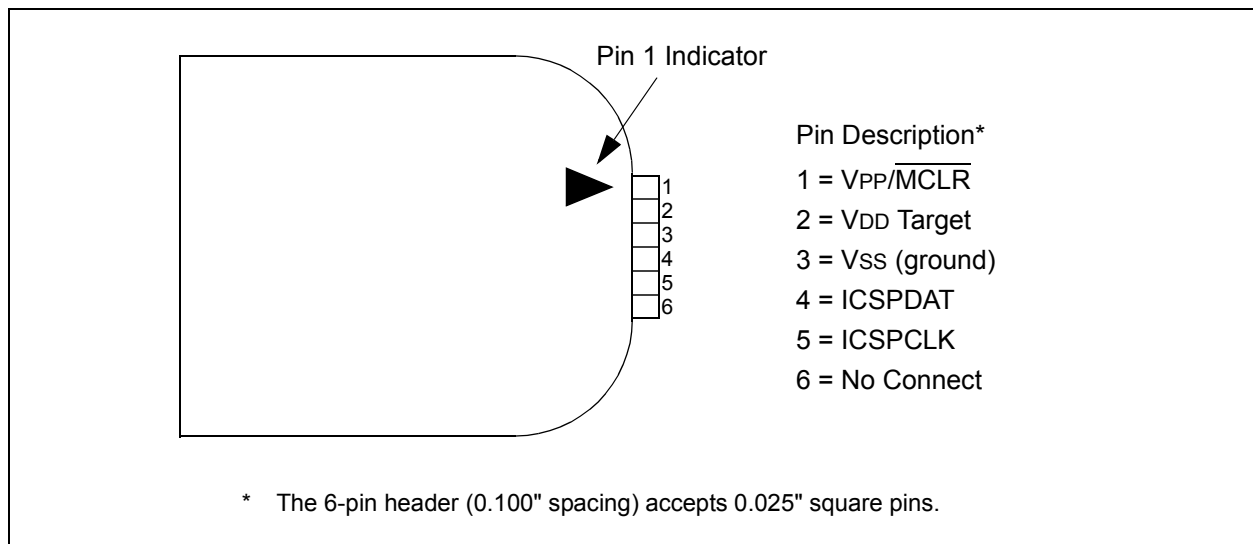 Pin 1 Indicator
1
2
3
4
5
6
Pin Description*
1 = VPP/M̅C̅L̅R̅
2 = VDD Target
3 = VSS (ground)
4 = ICSPDAT
5 = ICSPCLK
6 = No Connect
* The 6-pin header (0.100" spacing) accepts 0.025" square pins.